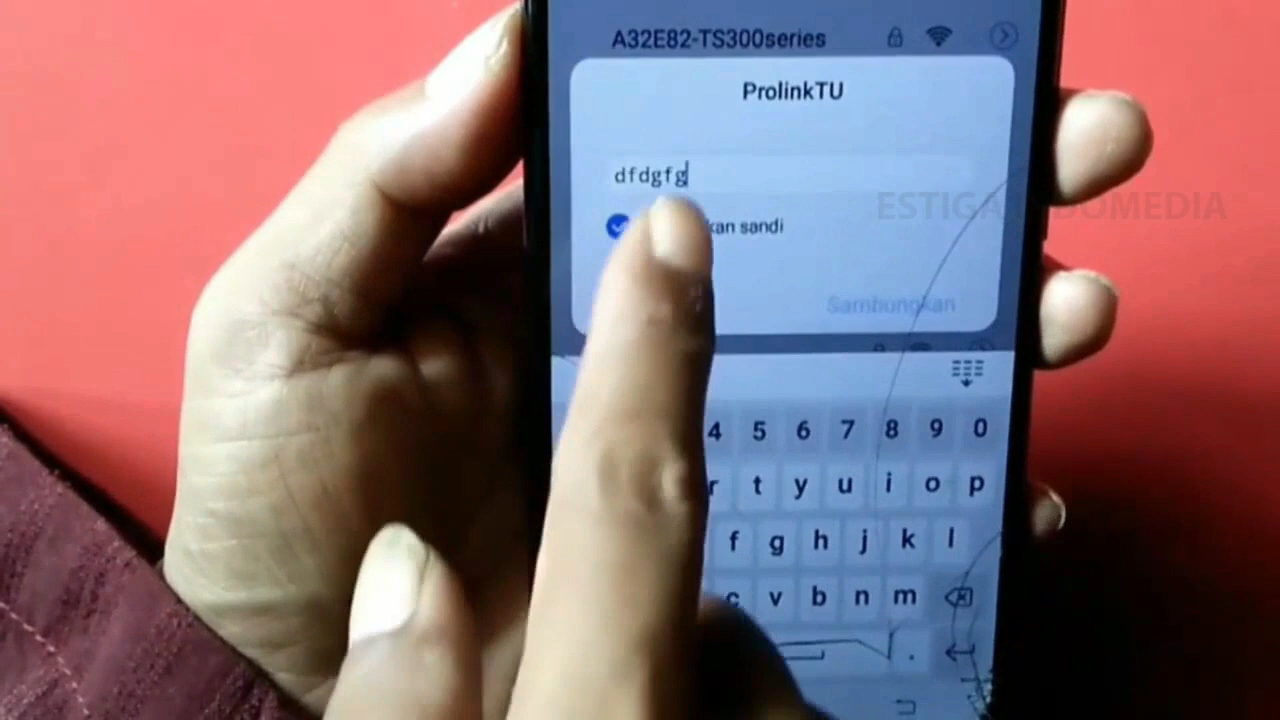 A32E82-TS300series
ProlinkTU
dfdgfg
kan sandi
Sambungkan
4 5 6 7 8 9 0
r t y u i o p
f g h j k l
c v b n m
.